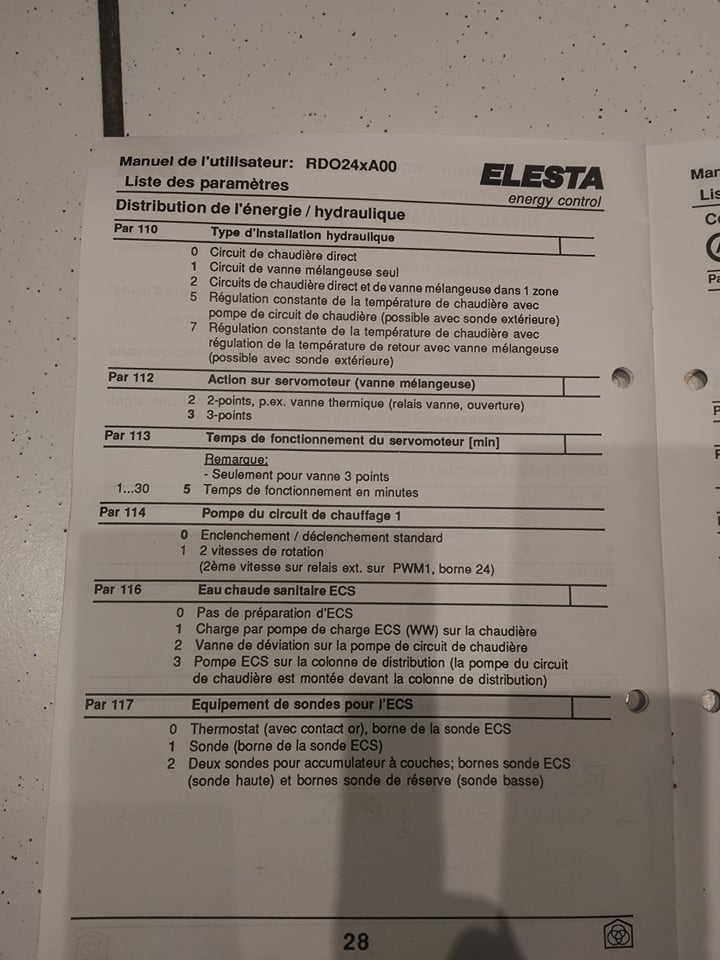 Manuel de l'utilisateur: RDO24xA00
ELESTA
Liste des paramètres
energy control
Distribution de l'énergie / hydraulique
Par 110 Type d'installation hydraulique
0 Circuit de chaudière direct
1 Circuit de vanne mélangeuse seul
2 Circuits de chaudière direct et de vanne mélangeuse dans 1 zone
5 Régulation constante de la température de chaudière avec
pompe de circuit de chaudière (possible avec sonde extérieure)
7 Régulation constante de la température de chaudière avec
régulation de la température de retour avec vanne mélangeuse
(possible avec sonde extérieure)
Par 112 Action sur servomoteur (vanne mélangeuse)
2 2-points, p.ex. vanne thermique (relais vanne, ouverture)
3 3-points
Par 113 Temps de fonctionnement du servomoteur [min]
Remarque:
- Seulement pour vanne 3 points
1...30 5 Temps de fonctionnement en minutes
Par 114 Pompe du circuit de chauffage 1
0 Enclenchement / déclenchement standard
1 2 vitesses de rotation
(2ème vitesse sur relais ext. sur PWM1, borne 24)
Par 116 Eau chaude sanitaire ECS
0 Pas de préparation d'ECS
1 Charge par pompe de charge ECS (WW) sur la chaudière
2 Vanne de déviation sur la pompe de circuit de chaudière
3 Pompe ECS sur la colonne de distribution (la pompe du circuit
de chaudière est montée devant la colonne de distribution)
Par 117 Equipement de sondes pour l'ECS
0 Thermostat (avec contact or), borne de la sonde ECS
1 Sonde (borne de la sonde ECS)
2 Deux sondes pour accumulateur à couches; bornes sonde ECS
(sonde haute) et bornes sonde de réserve (sonde basse)
28